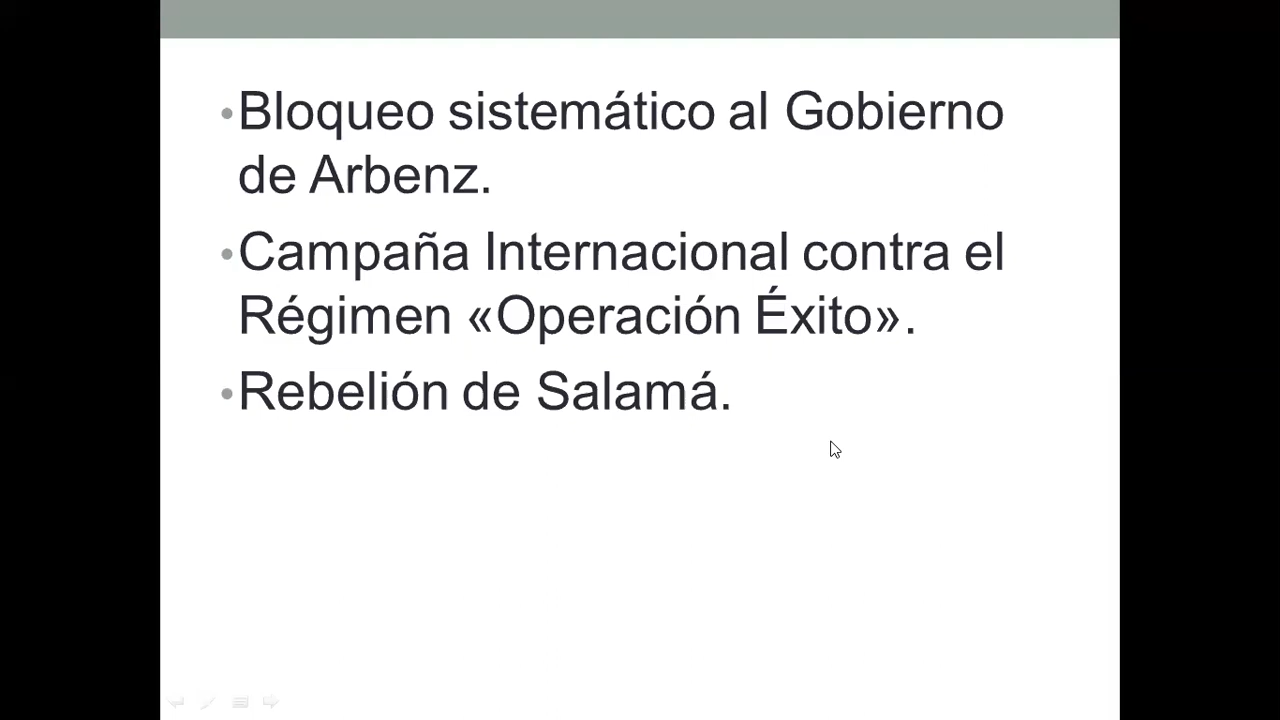 •Bloqueo sistemático al Gobierno
de Arbenz.
•Campaña Internacional contra el
Régimen «Operación Éxito».
•Rebelión de Salamá.